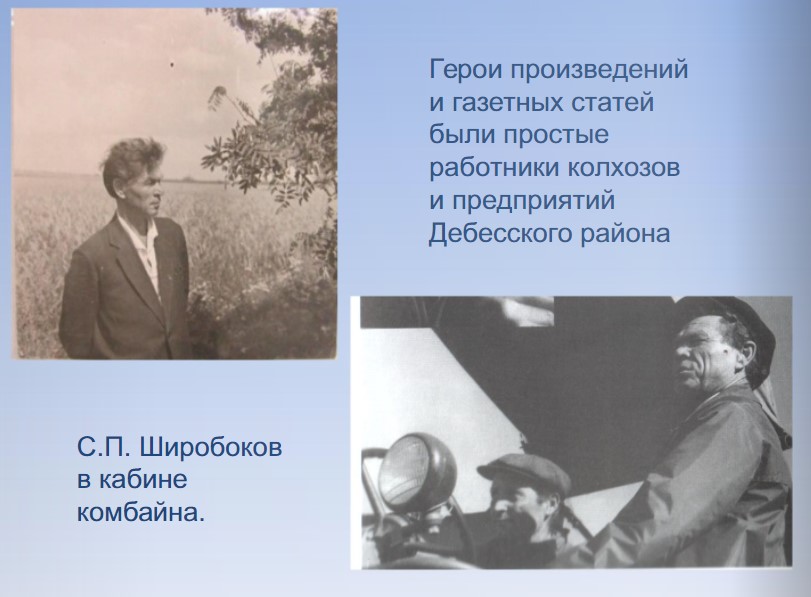 Герои произведений
и газетных статей
были простые
работники колхозов
и предприятий
Дебесского района
С.П. Широбоков
в кабине
комбайна.